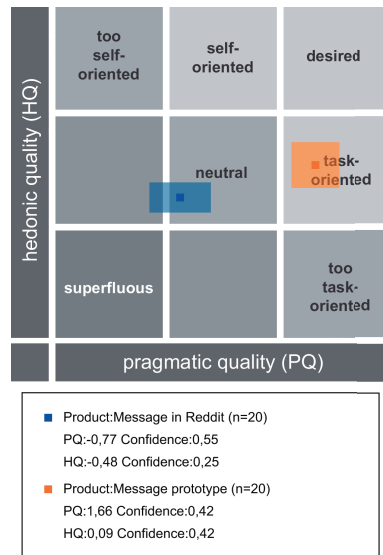 too
self-
oriented
self-
oriented
desired
neutral
task-
oriented
superfluous
too
task-
oriented
hedonic quality (HQ)
pragmatic quality (PQ)
Product:Message in Reddit (n=20)
PQ:-0,77 Confidence:0,55
HQ:-0,48 Confidence:0,25
Product:Message prototype (n=20)
PQ:1,66 Confidence:0,42
HQ:0,09 Confidence:0,42